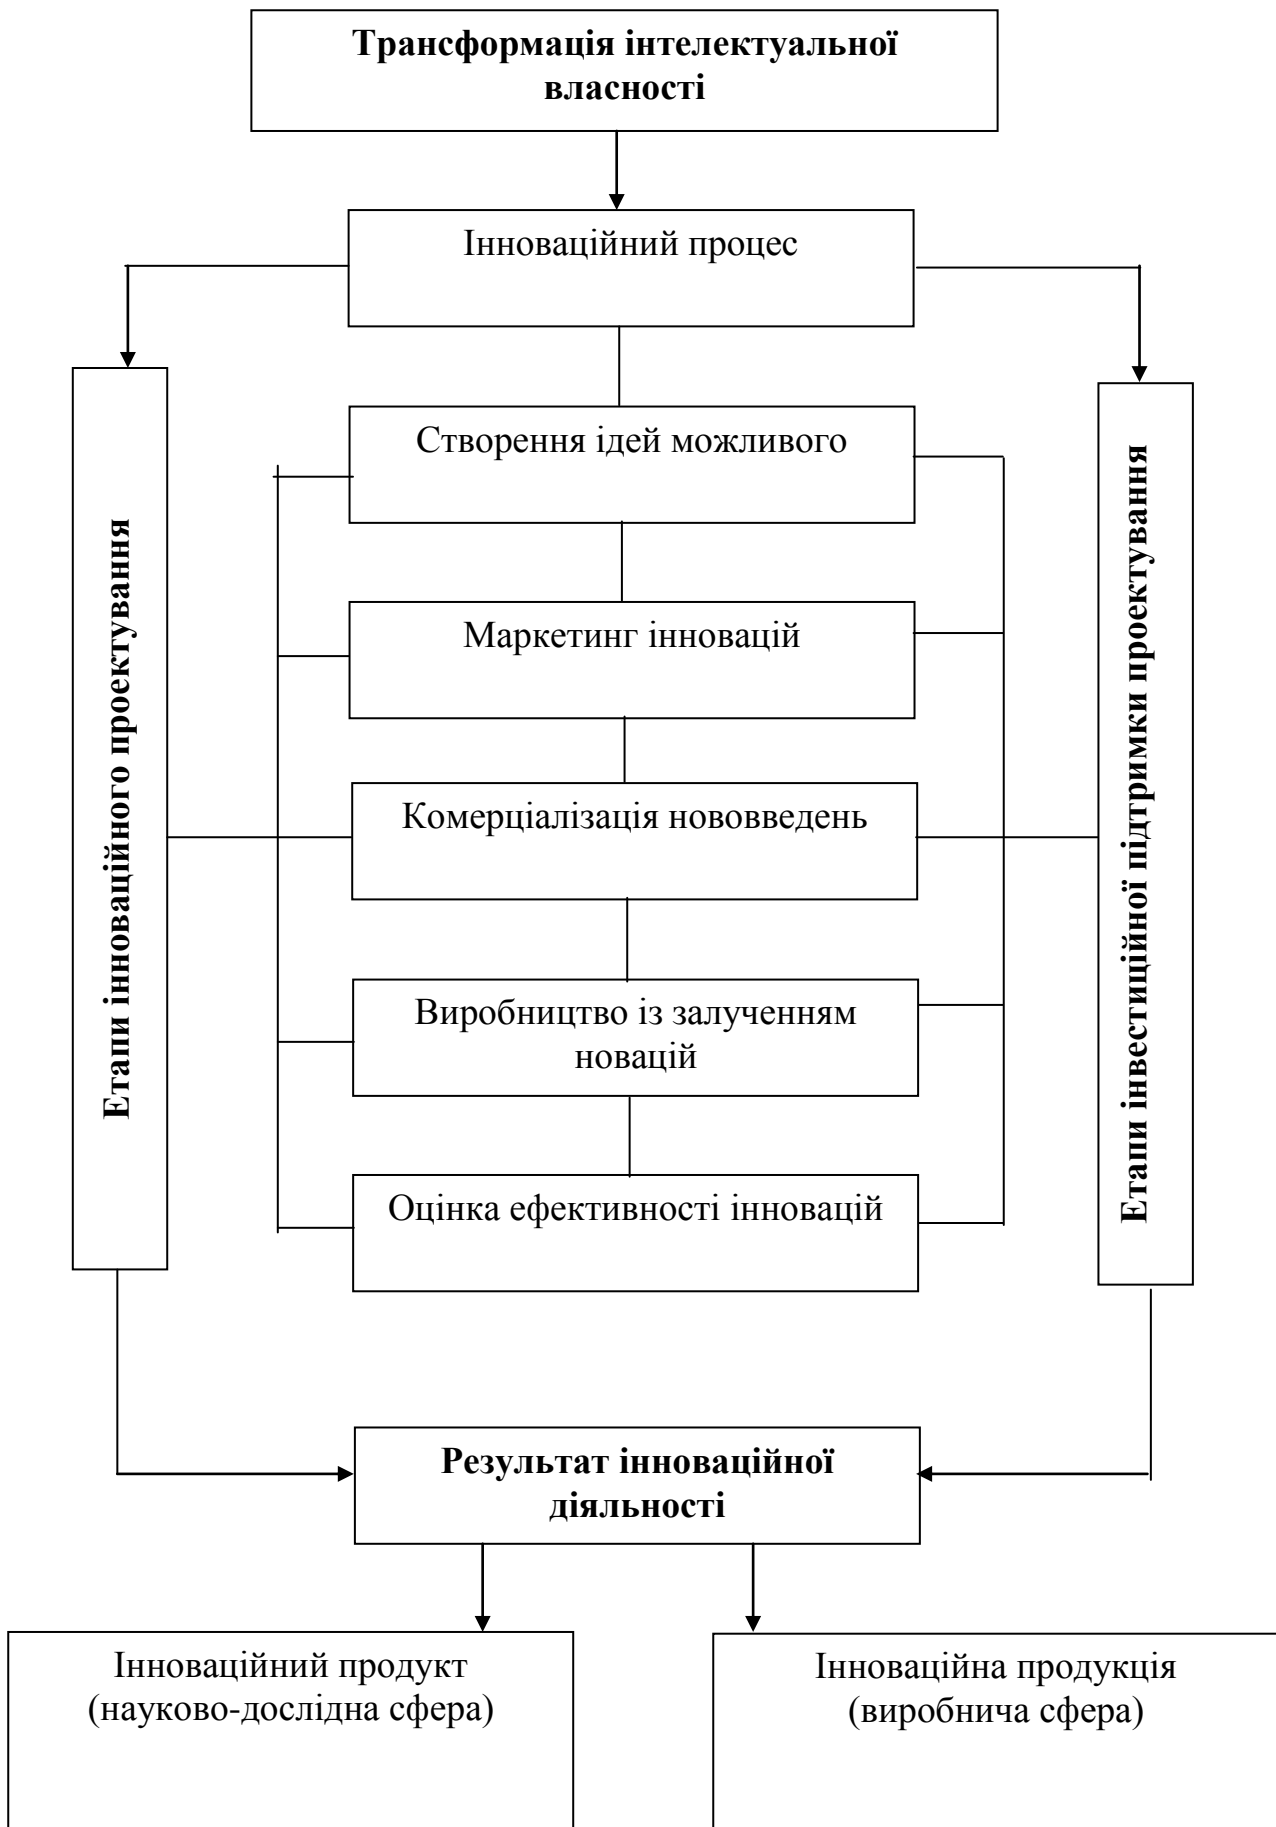 Трансформація інтелектуальної
власності
Інноваційний процес
Етапи інноваційного проектування
Створення ідей можливого
Маркетинг інновацій
Комерціалізація нововведень
Виробництво із залученням
новацій
Оцінка ефективності інновацій
Етапи інвестиційної підтримки проектування
Результат інноваційної
діяльності
Інноваційний продукт
(науково-дослідна сфера)
Інноваційна продукція
(виробнича сфера)